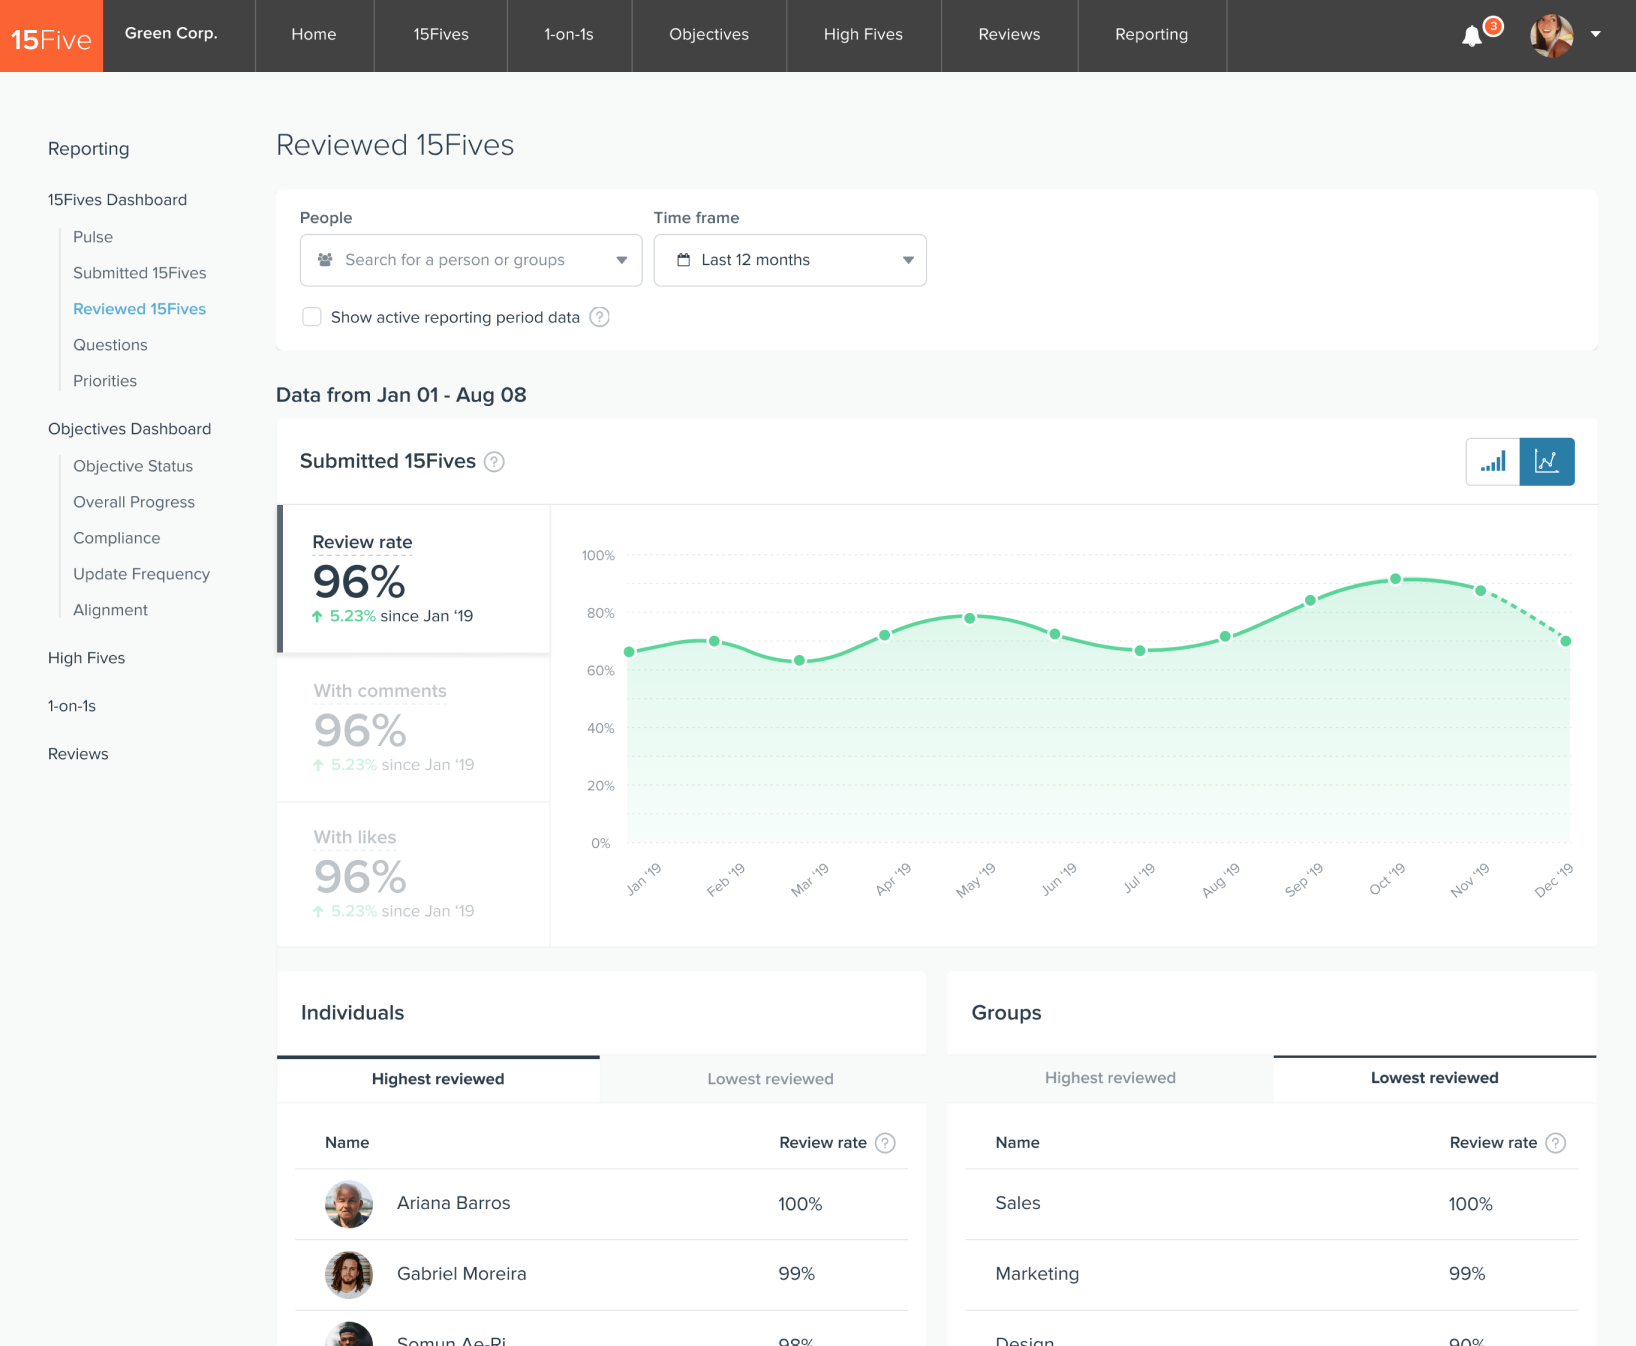 15Five
Green Corp.
Home
15Fives
1-on-1s
Objectives
High Fives
Reviews
Reporting
3
Reporting
15Fives Dashboard
Pulse
Submitted 15Fives
Reviewed 15Fives
Questions
Priorities
Objectives Dashboard
Objective Status
Overall Progress
Compliance
Update Frequency
Alignment
High Fives
1-on-1s
Reviews
Reviewed 15Fives
People
Time frame
Search for a person or groups
Last 12 months
Show active reporting period data ?
Data from Jan 01 - Aug 08
Submitted 15Fives ?
Review rate
96%
5.23% since Jan ‘19
With comments
96%
5.23% since Jan ‘19
With likes
96%
5.23% since Jan ‘19
100%
80%
60%
40%
20%
0%
Jan ‘19
Feb ‘19
Mar ‘19
Apr ‘19
May ‘19
Jun ‘19
Jul ‘19
Aug ‘19
Sep ‘19
Oct ‘19
Nov ‘19
Dec ‘19
Individuals
Highest reviewed
Lowest reviewed
Name
Review rate ?
Ariana Barros
100%
Gabriel Moreira
99%
Somun Ae-Ri
98%
Groups
Highest reviewed
Lowest reviewed
Name
Review rate ?
Sales
100%
Marketing
99%
Design
90%